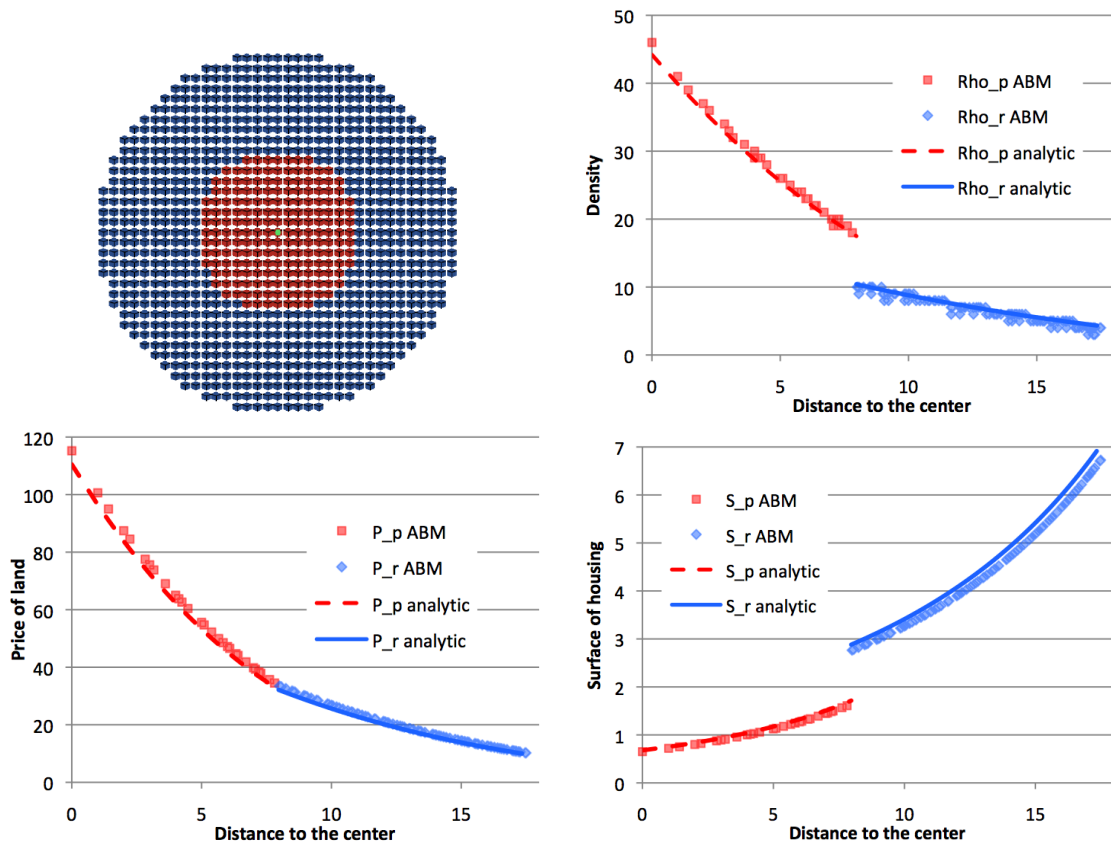 50
40
30
20
10
0
Density
Rho_p ABM
Rho_r ABM
Rho_p analytic
Rho_r analytic
0 5 10 15
Distance to the center
120
100
80
60
40
20
0
Price of land
P_p ABM
P_r ABM
P_p analytic
P_r analytic
0 5 10 15
Distance to the center
7
6
5
4
3
2
1
0
Surface of housing
S_p ABM
S_r ABM
S_p analytic
S_r analytic
0 5 10 15
Distance to the center